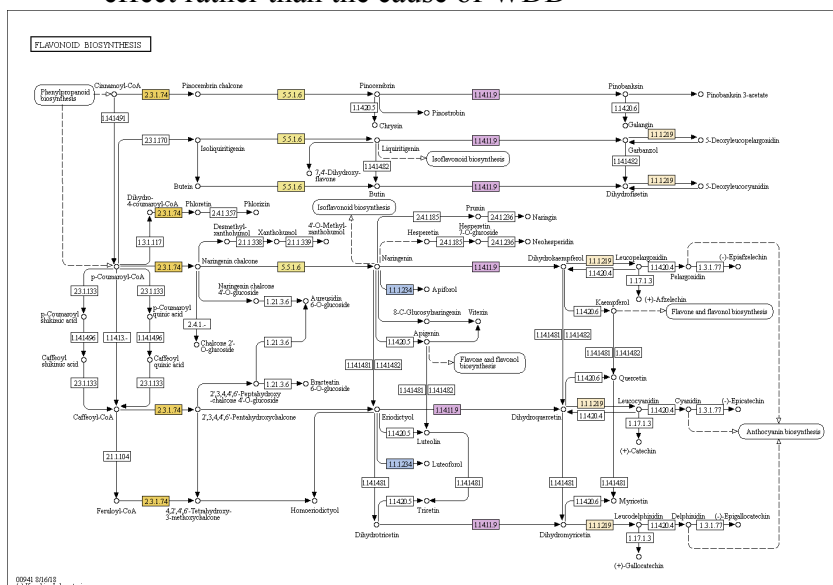 effect rather than the cause of WDB
FLAVONOID BIOSYNTHESIS
Phenylpropanoid
biosynthesis
Cinnamoyl-CoA
2.3.1.74
Pinocembrin chalcone
5.5.1.6
Pinocembrin
1.14.11.9
Pinobanksin
Pinobanksin 3-acetate
1.14.14.91
1.14.20.5
Pinostrobin
Chrysin
1.14.20.6
Galangin
2.3.1.170
Isoliquiritigenin
Liquiritigenin
1.14.11.9
Garbanzol
1.1.1.219
5-Deoxyleucopelargonidin
7,4'-Dihydroxy-
flavone
Isoflavonoid biosynthesis
1.14.14.82
Butein
5.5.1.6
Butin
1.14.11.9
Dihydrofisetin
1.1.1.219
5-Deoxyleucocyanidin
Dihydro-
4-coumaroyl-CoA
2.3.1.74
Phloretin
2.4.1.357
Phlorizin
Isoflavonoid biosynthesis
Prunin
2.4.1.185
2.4.1.236
Naringin
Desmethyl-
xanthohumol
Xanthohumol
4'-O-Methyl-
xanthohumol
2.1.1.338
2.1.1.339
Hesperetin
Hesperetin
7-O-glucoside
2.4.1.185
2.4.1.236
Neohesperidin
1.3.1.117
p-Coumaroyl-CoA
2.3.1.74
Naringenin chalcone
5.5.1.6
Naringenin
1.14.11.9
Dihydrokaempferol
1.1.1.219
1.14.20.4
Leucopelargonidin
1.14.20.4
Pelargonidin
1.3.1.77
(-)-Epiafzelechin
1.17.1.3
(+)-Afzelechin
2.3.1.133
2.3.1.133
Naringenin chalcone
4'-O-glucoside
1.21.3.6
Aureusidin
6-O-glucoside
1.1.1.234
Apiforol
p-Coumaroyl
shikimic acid
p-Coumaroyl
quinic acid
2.4.1.-
Chalcone 2'-
O-glucoside
8-C-Glucosylnaringenin
Vitexin
1.14.20.6
Kaempferol
Flavone and flavonol biosynthesis
1.14.14.96
1.14.13.-
1.14.14.96
1.21.3.6
1.14.20.5
Apigenin
1.14.14.81
1.14.14.82
1.14.14.81
1.14.14.82
Caffeoyl
shikimic acid
Caffeoyl
quinic acid
Flavone and flavonol
biosynthesis
2.3.1.133
2.3.1.133
1.21.3.6
Bracteatin
6-O-glucoside
1.14.14.81
1.14.14.82
1.14.14.81
1.14.14.82
1.14.20.6
Quercetin
2',3,4,4',6'-Peptahydroxy
-chalcone 4'-O-glucoside
Caffeoyl-CoA
2.3.1.74
2',3,4,4',6'-Pentahydroxychalcone
Eriodictyol
1.14.11.9
Dihydroquercetin
1.1.1.219
1.14.20.4
Leucocyanidin
1.14.20.4
Cyanidin
1.3.1.77
(-)-Epicatechin
1.17.1.3
(+)-Catechin
Anthocyanin biosynthesis
1.14.20.5
Luteolin
2.1.1.104
1.1.1.234
Luteoforol
1.14.14.81
1.14.14.81
1.14.14.81
1.14.14.81
Feruloyl-CoA
2.3.1.74
4,2',4',6'-Tetrahydroxy-
3-methoxychalcone
Homoeriodictyol
1.14.20.5
Tricetin
1.14.20.6
Myricetin
Dihydrotricetin
1.14.11.9
Dihydromyricetin
1.1.1.219
Leucodelphinidin
1.14.20.4
Delphinidin
1.3.1.77
(-)-Epigallocatechin
1.17.1.3
(+)-Gallocatechin
00941 8/16/18